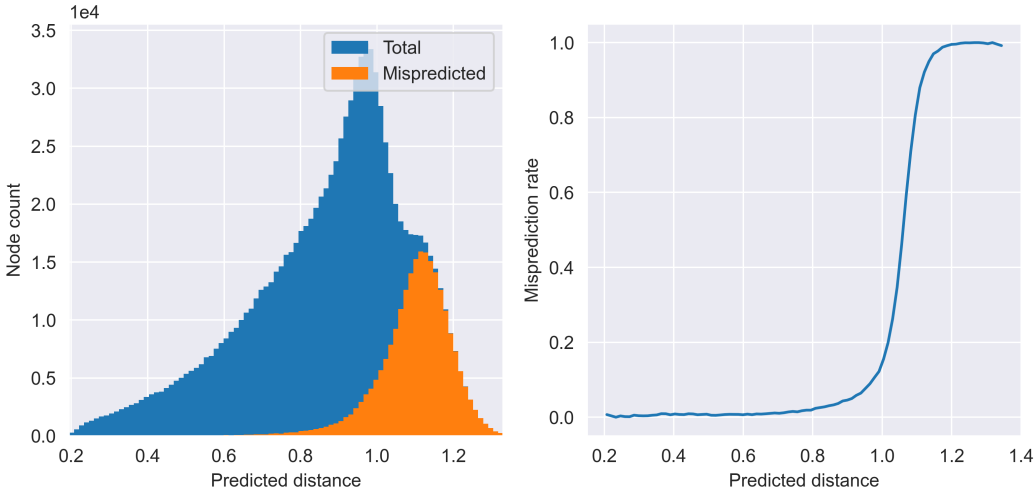 1e4
3.5
3.0
2.5
2.0
1.5
1.0
0.5
0.0
Node count
0.2 0.4 0.6 0.8 1.0 1.2
Predicted distance
Total
Mispredicted
1.0
0.8
0.6
0.4
0.2
0.0
Misprediction rate
0.2 0.4 0.6 0.8 1.0 1.2 1.4
Predicted distance